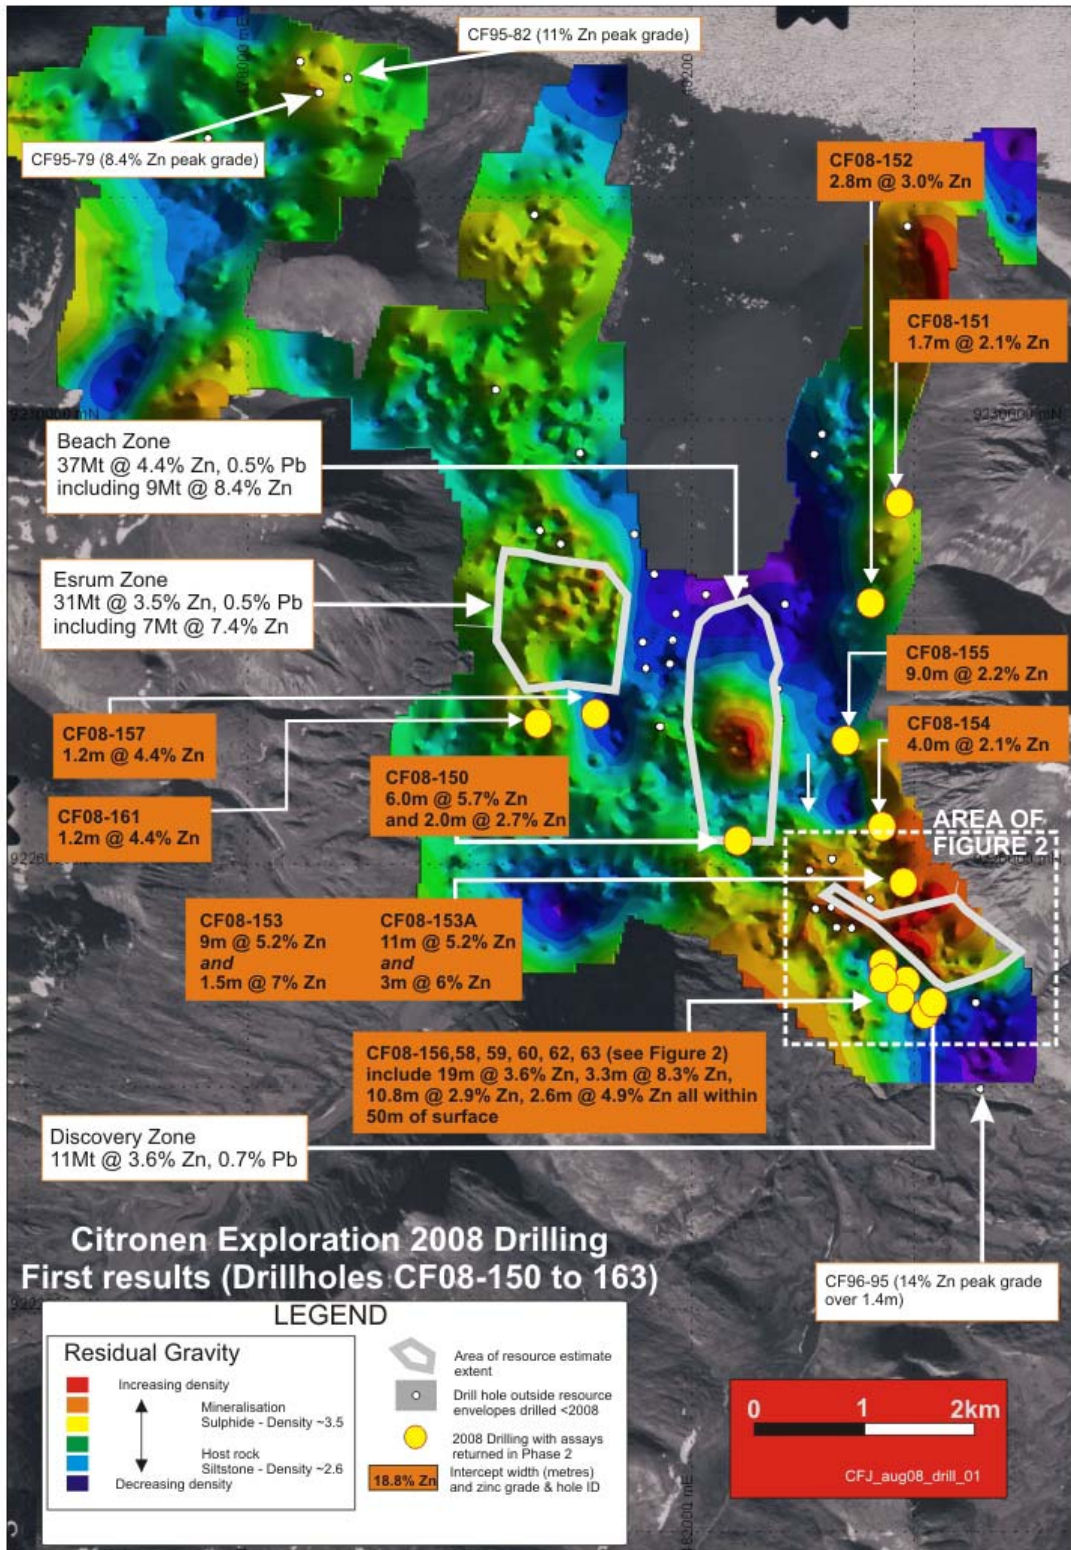 CF95-82 (11% Zn peak grade)
CF95-79 (8.4% Zn peak grade)
CF08-152
2.8m @ 3.0% Zn
CF08-151
1.7m @ 2.1% Zn
9230000 mN
9230000 mN
Beach Zone
37Mt @ 4.4% Zn, 0.5% Pb
including 9Mt @ 8.4% Zn
Esrum Zone
31Mt @ 3.5% Zn, 0.5% Pb
including 7Mt @ 7.4% Zn
CF08-155
9.0m @ 2.2% Zn
CF08-157
1.2m @ 4.4% Zn
CF08-154
4.0m @ 2.1% Zn
CF08-150
6.0m @ 5.7% Zn
and 2.0m @ 2.7% Zn
CF08-161
1.2m @ 4.4% Zn
AREA OF
FIGURE 2
CF08-153
9m @ 5.2% Zn
and
1.5m @ 7% Zn
CF08-153A
11m @ 5.2% Zn
and
3m @ 6% Zn
CF08-156,58, 59, 60, 62, 63 (see Figure 2)
include 19m @ 3.6% Zn, 3.3m @ 8.3% Zn,
10.8m @ 2.9% Zn, 2.6m @ 4.9% Zn all within
50m of surface
Discovery Zone
11Mt @ 3.6% Zn, 0.7% Pb
Citronen Exploration 2008 Drilling
First results (Drillholes CF08-150 to 163)
CF96-95 (14% Zn peak grade
over 1.4m)
LEGEND
Residual Gravity
Increasing density
Mineralisation
Sulphide - Density ~3.5
Host rock
Siltstone - Density ~2.6
Decreasing density
Area of resource estimate
extent
Drill hole outside resource
envelopes drilled <2008
2008 Drilling with assays
returned in Phase 2
18.8% Zn
Intercept width (metres)
and zinc grade & hole ID
0 1 2km
CFJ_aug08_drill_01